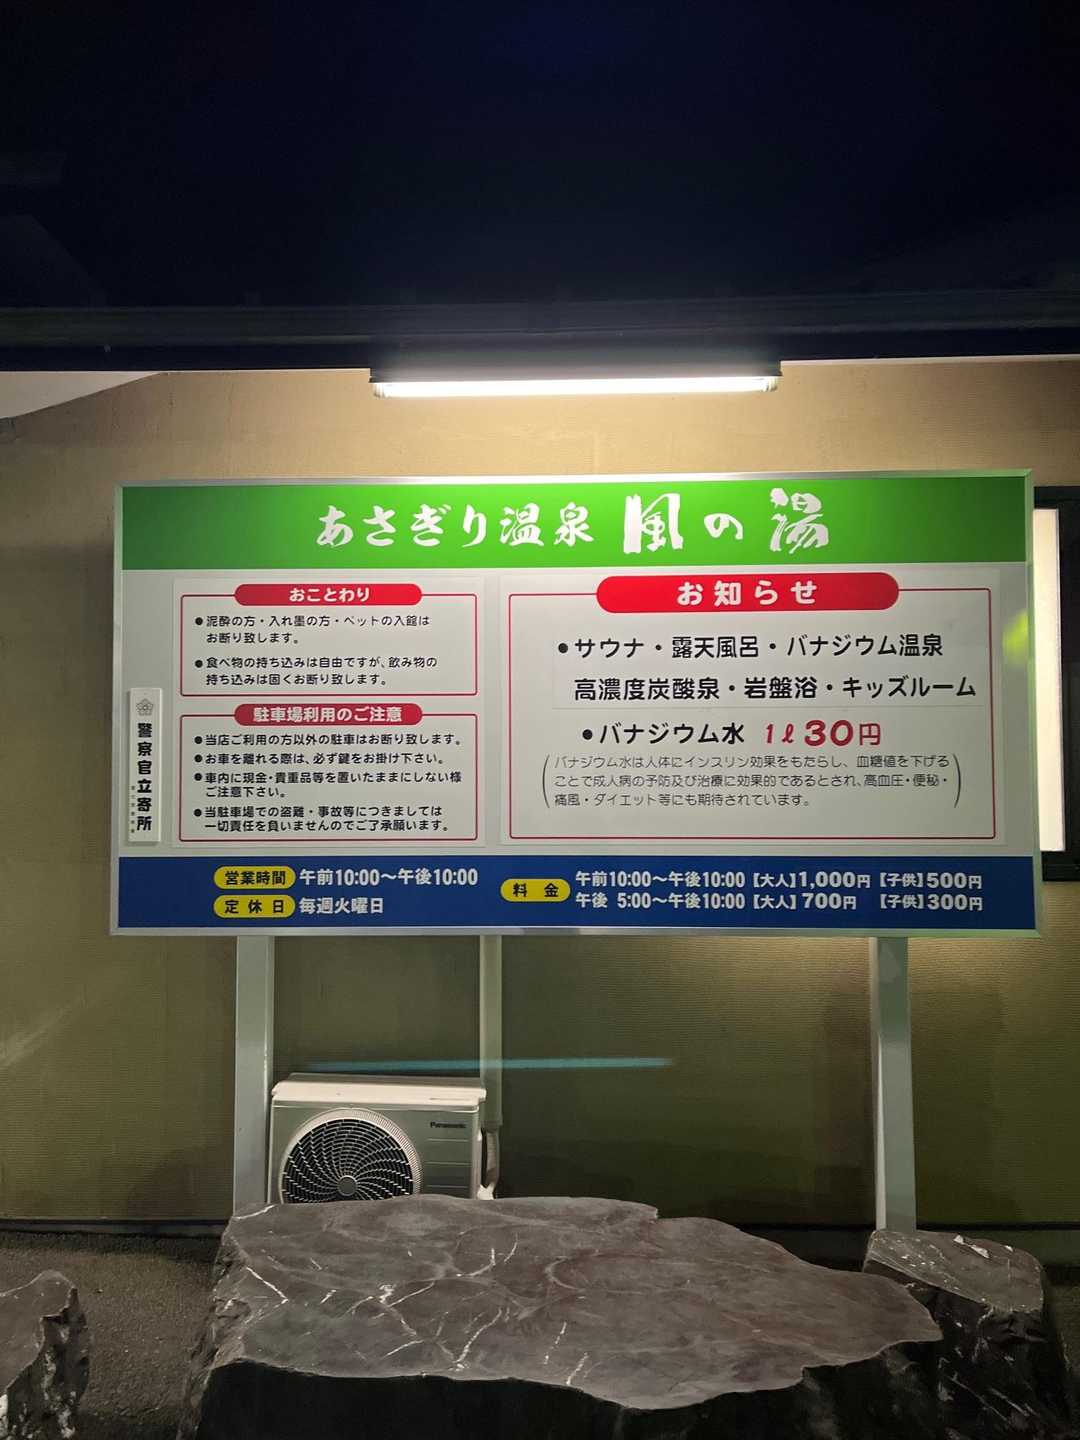 あさぎり温泉 風の湯
おことわり
●泥酔の方・入れ墨の方・ペットの入館は
お断り致します。
●食べ物の持ち込みは自由ですが、飲み物の
持ち込みは固くお断り致します。
駐車場利用のご注意
●当店ご利用の方以外の駐車はお断り致します。
●お車を離れる際は、必ず鍵をお掛け下さい。
●車内に現金・貴重品等を置いたままにしない様
ご注意下さい。
●当駐車場での盗難・事故等につきましては
一切責任を負いませんのでご了承願います。
警察官立寄所
お知らせ
●サウナ・露天風呂・バナジウム温泉
高濃度炭酸泉・岩盤浴・キッズルーム
●バナジウム水 1ℓ30円
(バナジウム水は人体にインスリン効果をもたらし、血糖値を下げる
ことで成人病の予防及び治療に効果的であるとされ、高血圧・便秘・
痛風・ダイエット等にも期待されています。)
営業時間 午前10:00〜午後10:00
定休日 毎週火曜日
料金 午前10:00〜午後10:00【大人】1,000円【子供】500円
午後 5:00〜午後10:00【大人】700円【子供】300円
Panasonic